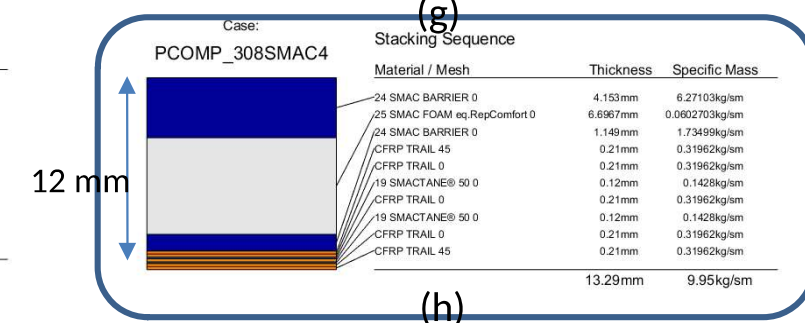 (g)
Case:
PCOMP_308SMAC4
12 mm
Stacking Sequence
Material / Mesh Thickness Specific Mass
24 SMAC BARRIER 0 4.153mm 6.27103kg/sm
25 SMAC FOAM eq.RepComfort 0 6.6967mm 0.0602703kg/sm
24 SMAC BARRIER 0 1.149mm 1.73499kg/sm
CFRP TRAIL 45 0.21mm 0.31962kg/sm
CFRP TRAIL 0 0.21mm 0.31962kg/sm
19 SMACTANE® 50 0 0.12mm 0.1428kg/sm
CFRP TRAIL 0 0.21mm 0.31962kg/sm
19 SMACTANE® 50 0 0.12mm 0.1428kg/sm
CFRP TRAIL 0 0.21mm 0.31962kg/sm
CFRP TRAIL 45 0.21mm 0.31962kg/sm
13.29mm 9.95kg/sm
(h)